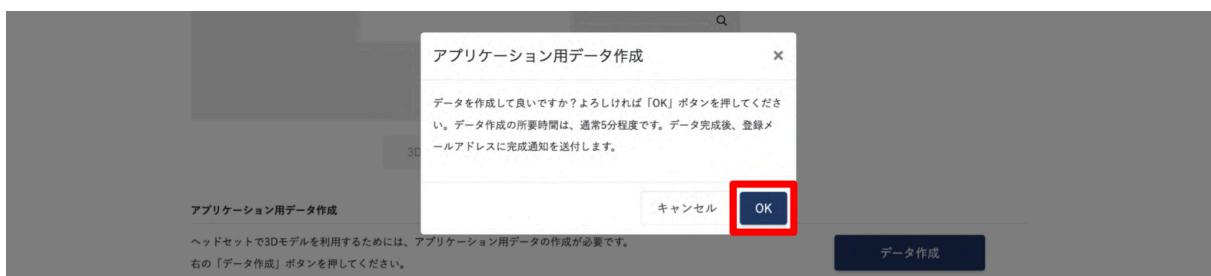 アプリケーション用データ作成 ×
データを作成して良いですか？よろしければ「OK」ボタンを押してくださ
い。データ作成の所要時間は、通常5分程度です。データ完成後、登録メ
ールアドレスに完成通知を送付します。
3D
キャンセル OK
アプリケーション用データ作成
ヘッドセットで3Dモデルを利用するためには、アプリケーション用データの作成が必要です。
右の「データ作成」ボタンを押してください。
データ作成